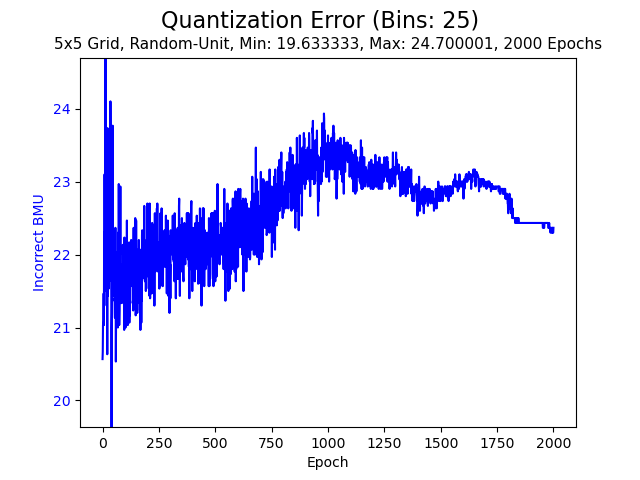 Quantization Error (Bins: 25)
5x5 Grid, Random-Unit, Min: 19.633333, Max: 24.700001, 2000 Epochs
24
23
22
21
20
Incorrect BMU
0 250 500 750 1000 1250 1500 1750 2000
Epoch